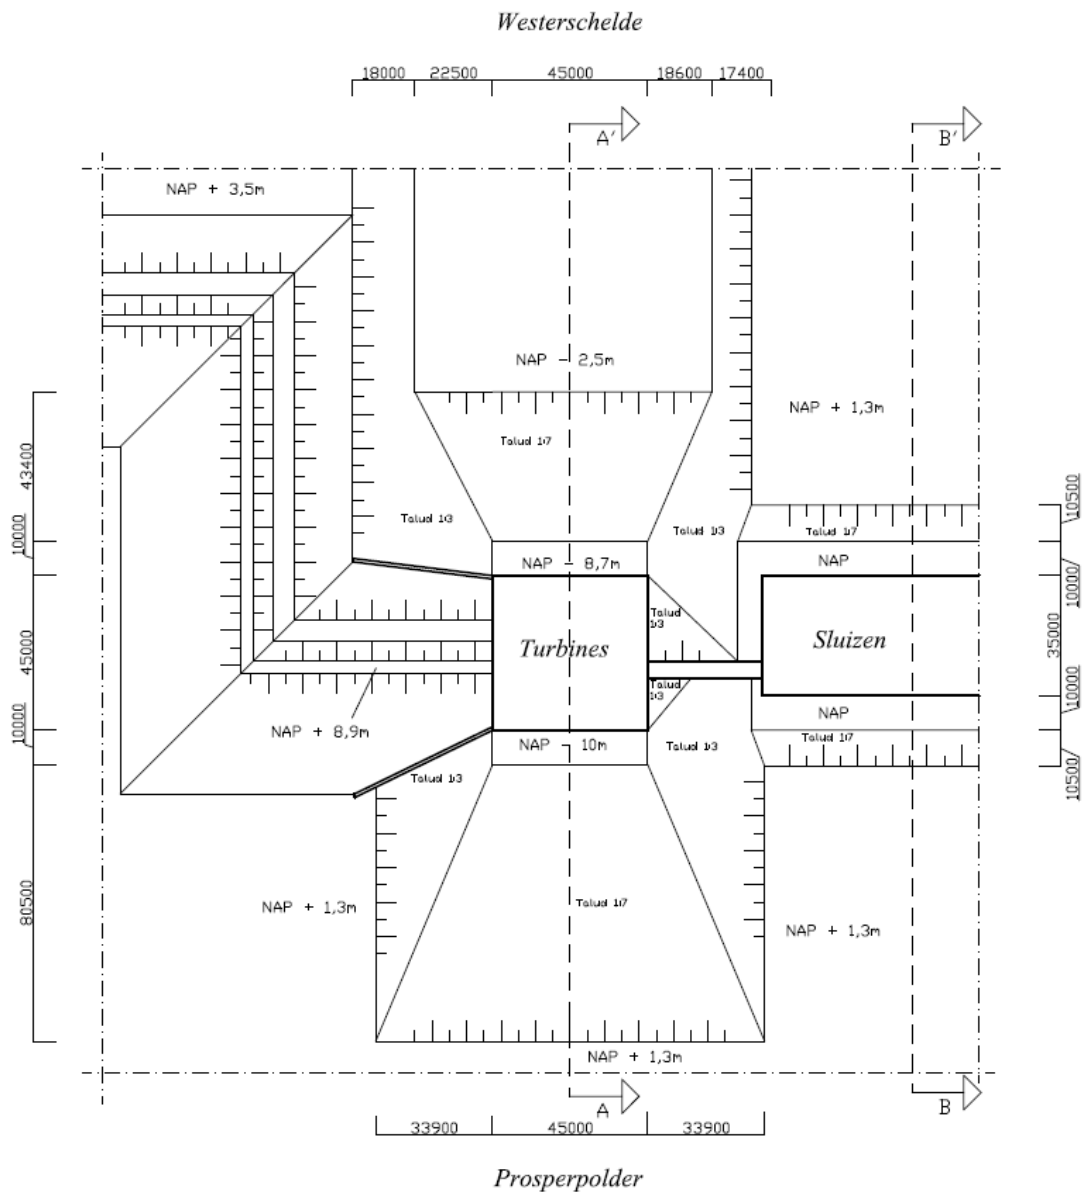 Westerschelde
18000 22500 45000 18600 17400
A' B'
NAP + 3,5m
NAP - 2,5m
NAP + 1,3m
Talud 1:7
43400
10500
Talud 1:3
Talud 1:3
Talud 1:7
10000
NAP - 8,7m
NAP
10000
Talud
1:3
Turbines
Sluizen
35000
45000
Talud
1:3
10000
NAP
NAP + 8,9m
10000
NAP - 10m
Talud 1:3
Talud 1:7
Talud 1:3
10500
80500
NAP + 1,3m
Talud 1:7
NAP + 1,3m
NAP + 1,3m
A B
33900 45000 33900
Prosperpolder